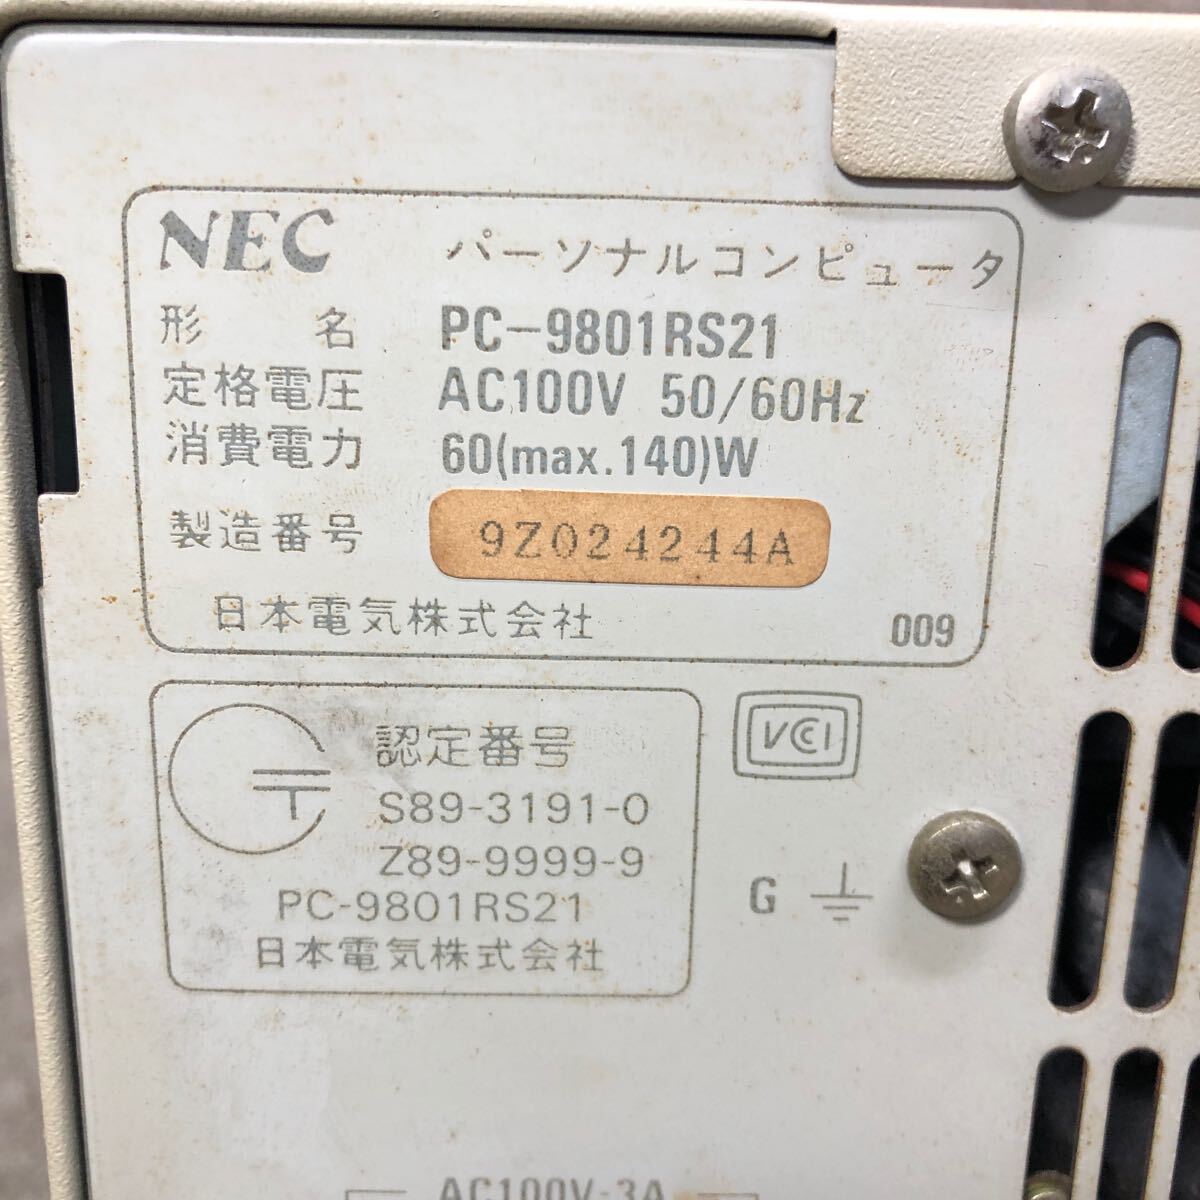 NEC パーソナルコンピュータ
形名 PC-9801RS21
定格電圧 AC100V 50/60Hz
消費電力 60(max.140)W
製造番号 9Z024244A
日本電気株式会社 009
認定番号
S89-3191-0
Z89-9999-9
PC-9801RS21
日本電気株式会社
VCCI
G
AC100V-3A